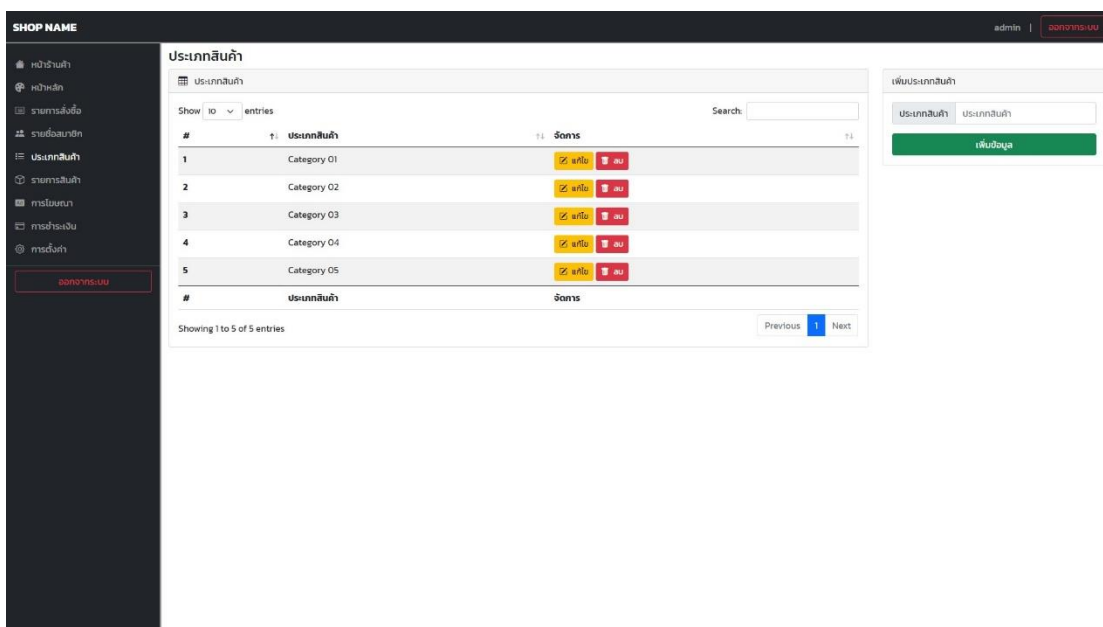 SHOP NAME
admin | ออกจากระบบ
หน้าร้านค้า
หน้าหลัก
รายการสั่งซื้อ
รายชื่อสมาชิก
ประเภทสินค้า
รายการสินค้า
การโฆษณา
การชำระเงิน
การตั้งค่า
ออกจากระบบ
ประเภทสินค้า
ประเภทสินค้า
Show 10 entries
Search:
# ประเภทสินค้า จัดการ
1 Category 01 แก้ไข ลบ
2 Category 02 แก้ไข ลบ
3 Category 03 แก้ไข ลบ
4 Category 04 แก้ไข ลบ
5 Category 05 แก้ไข ลบ
# ประเภทสินค้า จัดการ
Showing 1 to 5 of 5 entries
Previous 1 Next
เพิ่มประเภทสินค้า
ประเภทสินค้า ประเภทสินค้า
เพิ่มข้อมูล